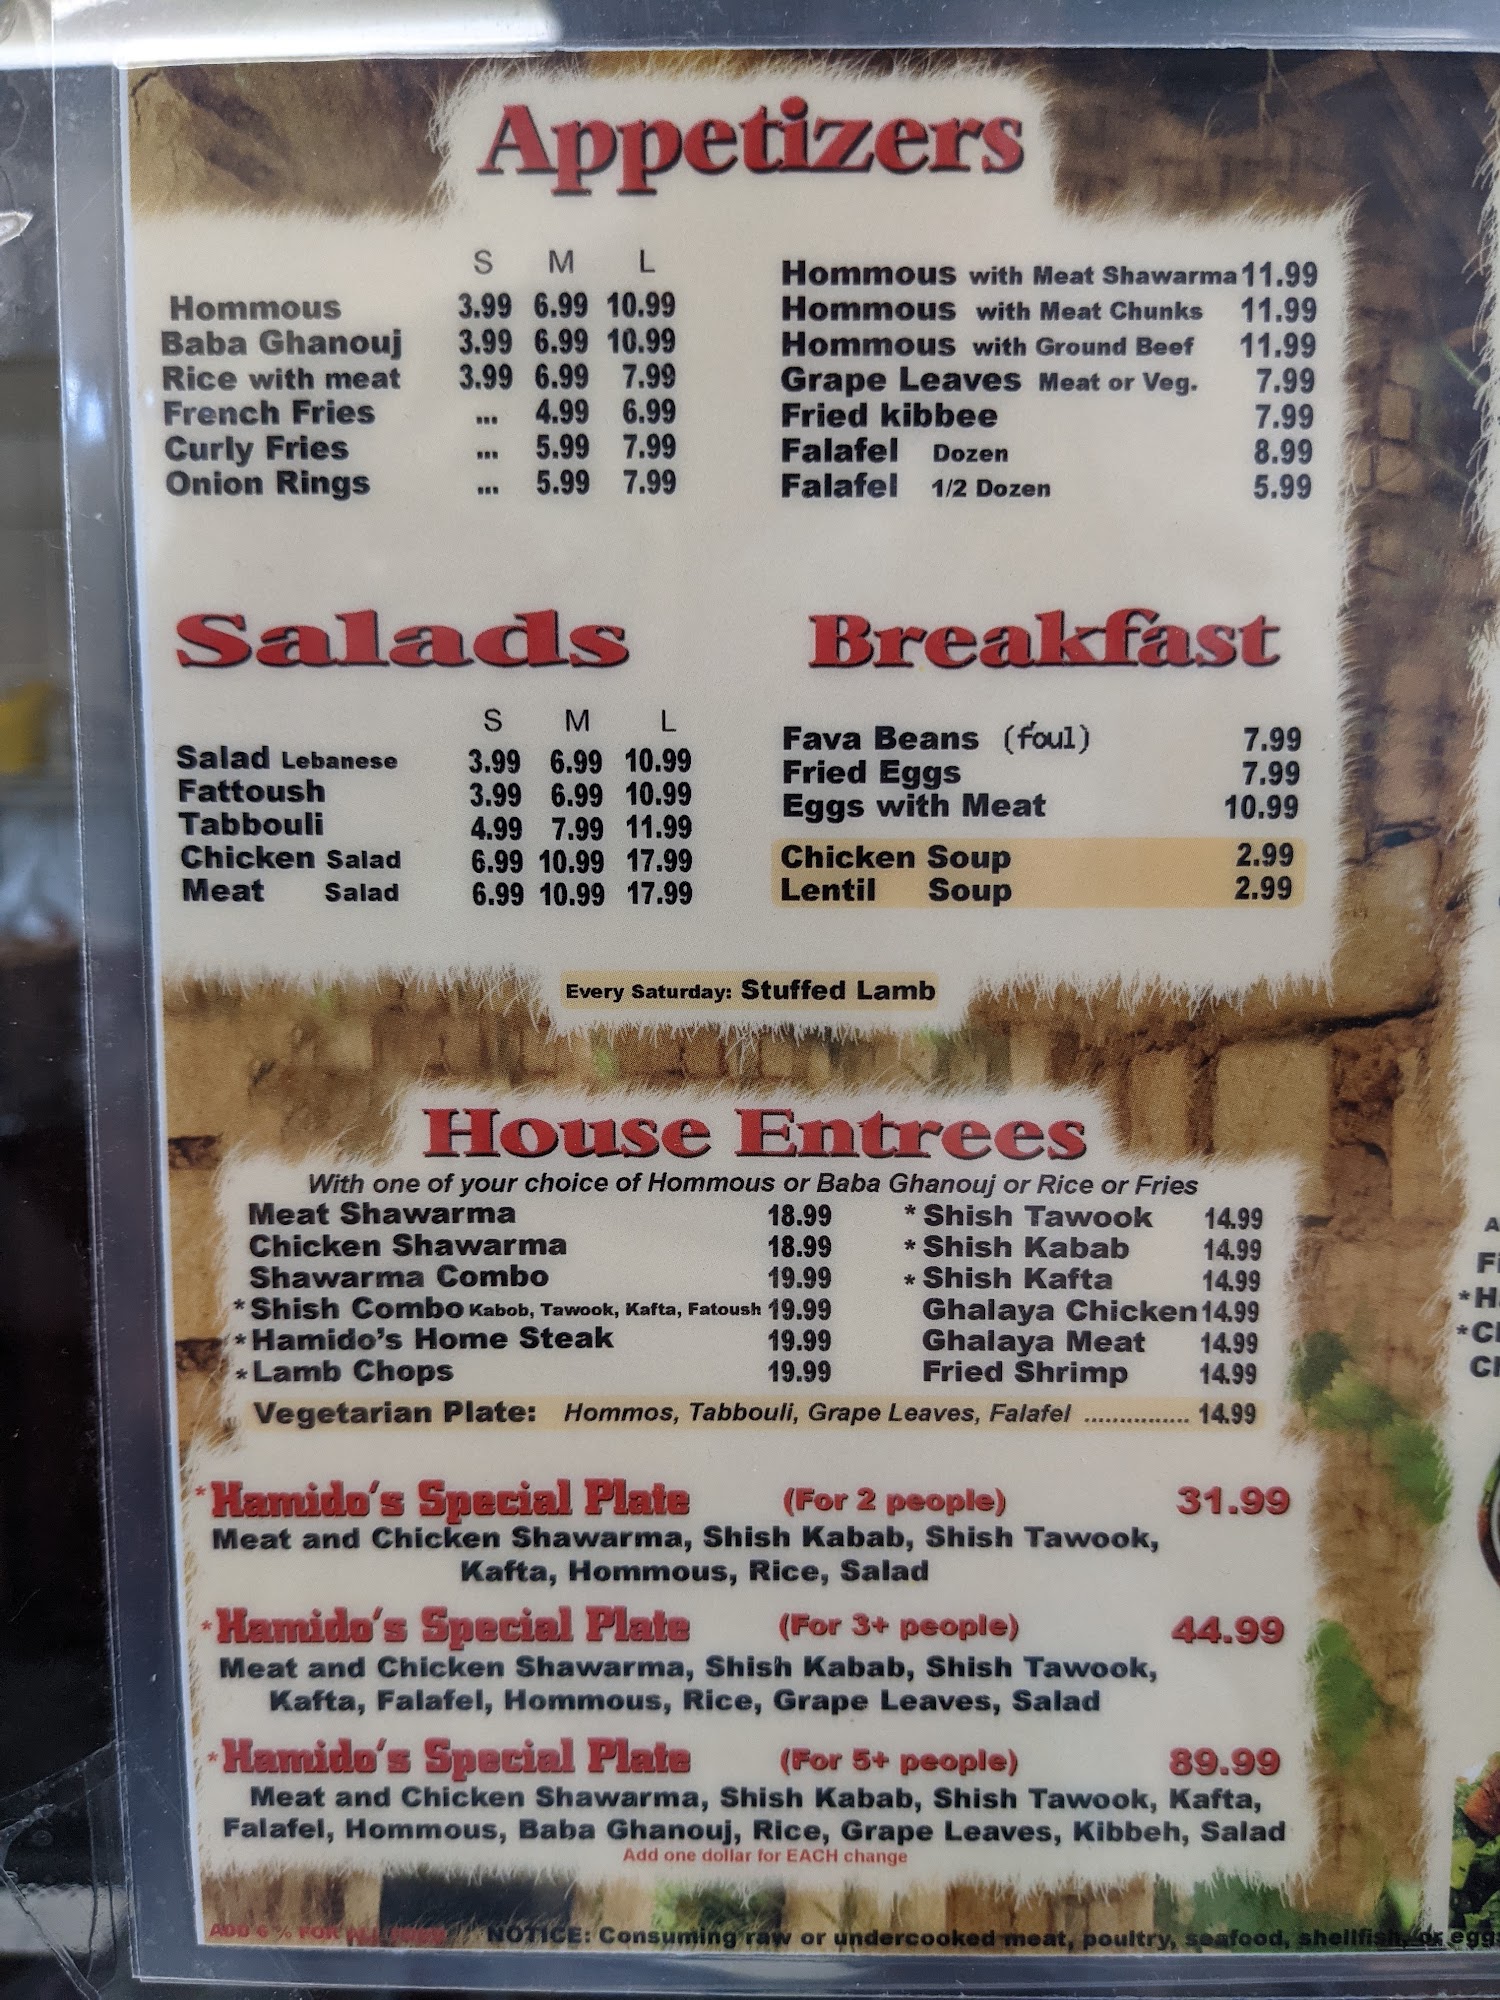 Appetizers
S M L
Hommous 3.99 6.99 10.99
Baba Ghanouj 3.99 6.99 10.99
Rice with meat 3.99 6.99 7.99
French Fries ... 4.99 6.99
Curly Fries ... 5.99 7.99
Onion Rings ... 5.99 7.99
Hommous with Meat Shawarma 11.99
Hommous with Meat Chunks 11.99
Hommous with Ground Beef 11.99
Grape Leaves Meat or Veg. 7.99
Fried kibbee 7.99
Falafel Dozen 8.99
Falafel 1/2 Dozen 5.99
Salads
S M L
Salad Lebanese 3.99 6.99 10.99
Fattoush 3.99 6.99 10.99
Tabbouli 4.99 7.99 11.99
Chicken Salad 6.99 10.99 17.99
Meat Salad 6.99 10.99 17.99
Breakfast
Fava Beans (foul) 7.99
Fried Eggs 7.99
Eggs with Meat 10.99
Chicken Soup 2.99
Lentil Soup 2.99
Every Saturday: Stuffed Lamb
House Entrees
With one of your choice of Hommous or Baba Ghanouj or Rice or Fries
Meat Shawarma 18.99
Chicken Shawarma 18.99
Shawarma Combo 19.99
*Shish Combo Kabob, Tawook, Kafta, Fatoush 19.99
*Hamido's Home Steak 19.99
*Lamb Chops 19.99
*Shish Tawook 14.99
*Shish Kabab 14.99
*Shish Kafta 14.99
Ghalaya Chicken 14.99
Ghalaya Meat 14.99
Fried Shrimp 14.99
Vegetarian Plate: Hommos, Tabbouli, Grape Leaves, Falafel ............... 14.99
*Hamido's Special Plate (For 2 people) 31.99
Meat and Chicken Shawarma, Shish Kabab, Shish Tawook,
Kafta, Hommous, Rice, Salad
*Hamido's Special Plate (For 3+ people) 44.99
Meat and Chicken Shawarma, Shish Kabab, Shish Tawook,
Kafta, Falafel, Hommous, Rice, Grape Leaves, Salad
*Hamido's Special Plate (For 5+ people) 89.99
Meat and Chicken Shawarma, Shish Kabab, Shish Tawook, Kafta,
Falafel, Hommous, Baba Ghanouj, Rice, Grape Leaves, Kibbeh, Salad
Add one dollar for EACH change
ADD 6 % FOR ALL
NOTICE: Consuming raw or undercooked meat, poultry, seafood, shellfish, or eggs